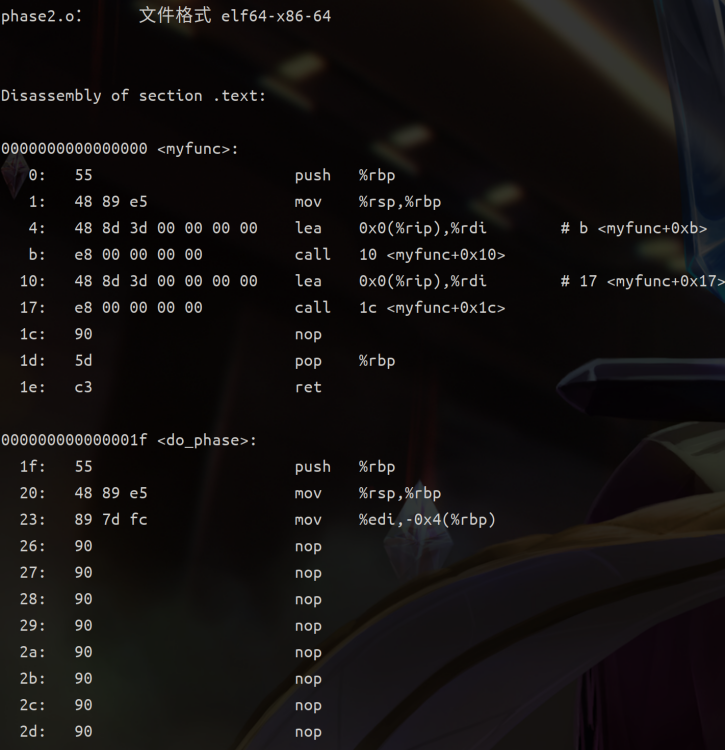 phase2.o：     文件格式 elf64-x86-64
Disassembly of section .text:
0000000000000000 <myfunc>:
   0:   55                      push   %rbp
   1:   48 89 e5                mov    %rsp,%rbp
   4:   48 8d 3d 00 00 00 00    lea    0x0(%rip),%rdi        # b <myfunc+0xb>
   b:   e8 00 00 00 00          call   10 <myfunc+0x10>
  10:   48 8d 3d 00 00 00 00    lea    0x0(%rip),%rdi        # 17 <myfunc+0x17>
  17:   e8 00 00 00 00          call   1c <myfunc+0x1c>
  1c:   90                      nop
  1d:   5d                      pop    %rbp
  1e:   c3                      ret
000000000000001f <do_phase>:
  1f:   55                      push   %rbp
  20:   48 89 e5                mov    %rsp,%rbp
  23:   89 7d fc                mov    %edi,-0x4(%rbp)
  26:   90                      nop
  27:   90                      nop
  28:   90                      nop
  29:   90                      nop
  2a:   90                      nop
  2b:   90                      nop
  2c:   90                      nop
  2d:   90                      nop